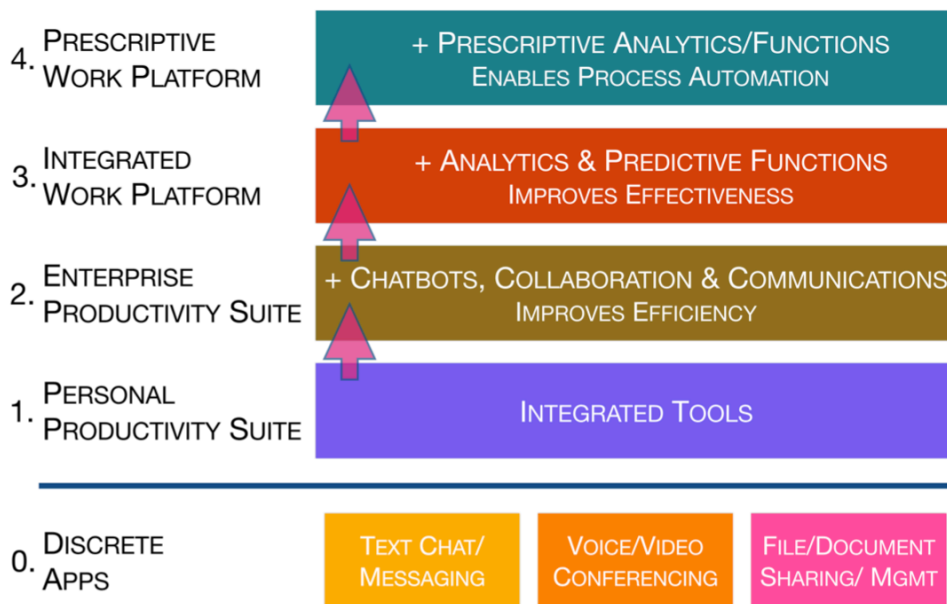 4. PRESCRIPTIVE
WORK PLATFORM
+ PRESCRIPTIVE ANALYTICS/FUNCTIONS
ENABLES PROCESS AUTOMATION
3. INTEGRATED
WORK PLATFORM
+ ANALYTICS & PREDICTIVE FUNCTIONS
IMPROVES EFFECTIVENESS
2. ENTERPRISE
PRODUCTIVITY SUITE
+ CHATBOTS, COLLABORATION & COMMUNICATIONS
IMPROVES EFFICIENCY
1. PERSONAL
PRODUCTIVITY SUITE
INTEGRATED TOOLS
0. DISCRETE
APPS
TEXT CHAT/
MESSAGING
VOICE/VIDEO
CONFERENCING
FILE/DOCUMENT
SHARING/ MGMT